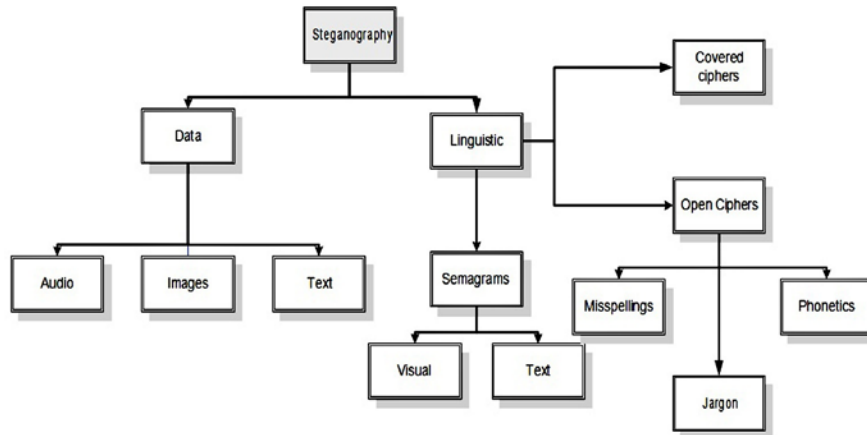 Steganography
Covered
ciphers
Data
Linguistic
Open Ciphers
Audio
Images
Text
Semagrams
Misspellings
Phonetics
Visual
Text
Jargon